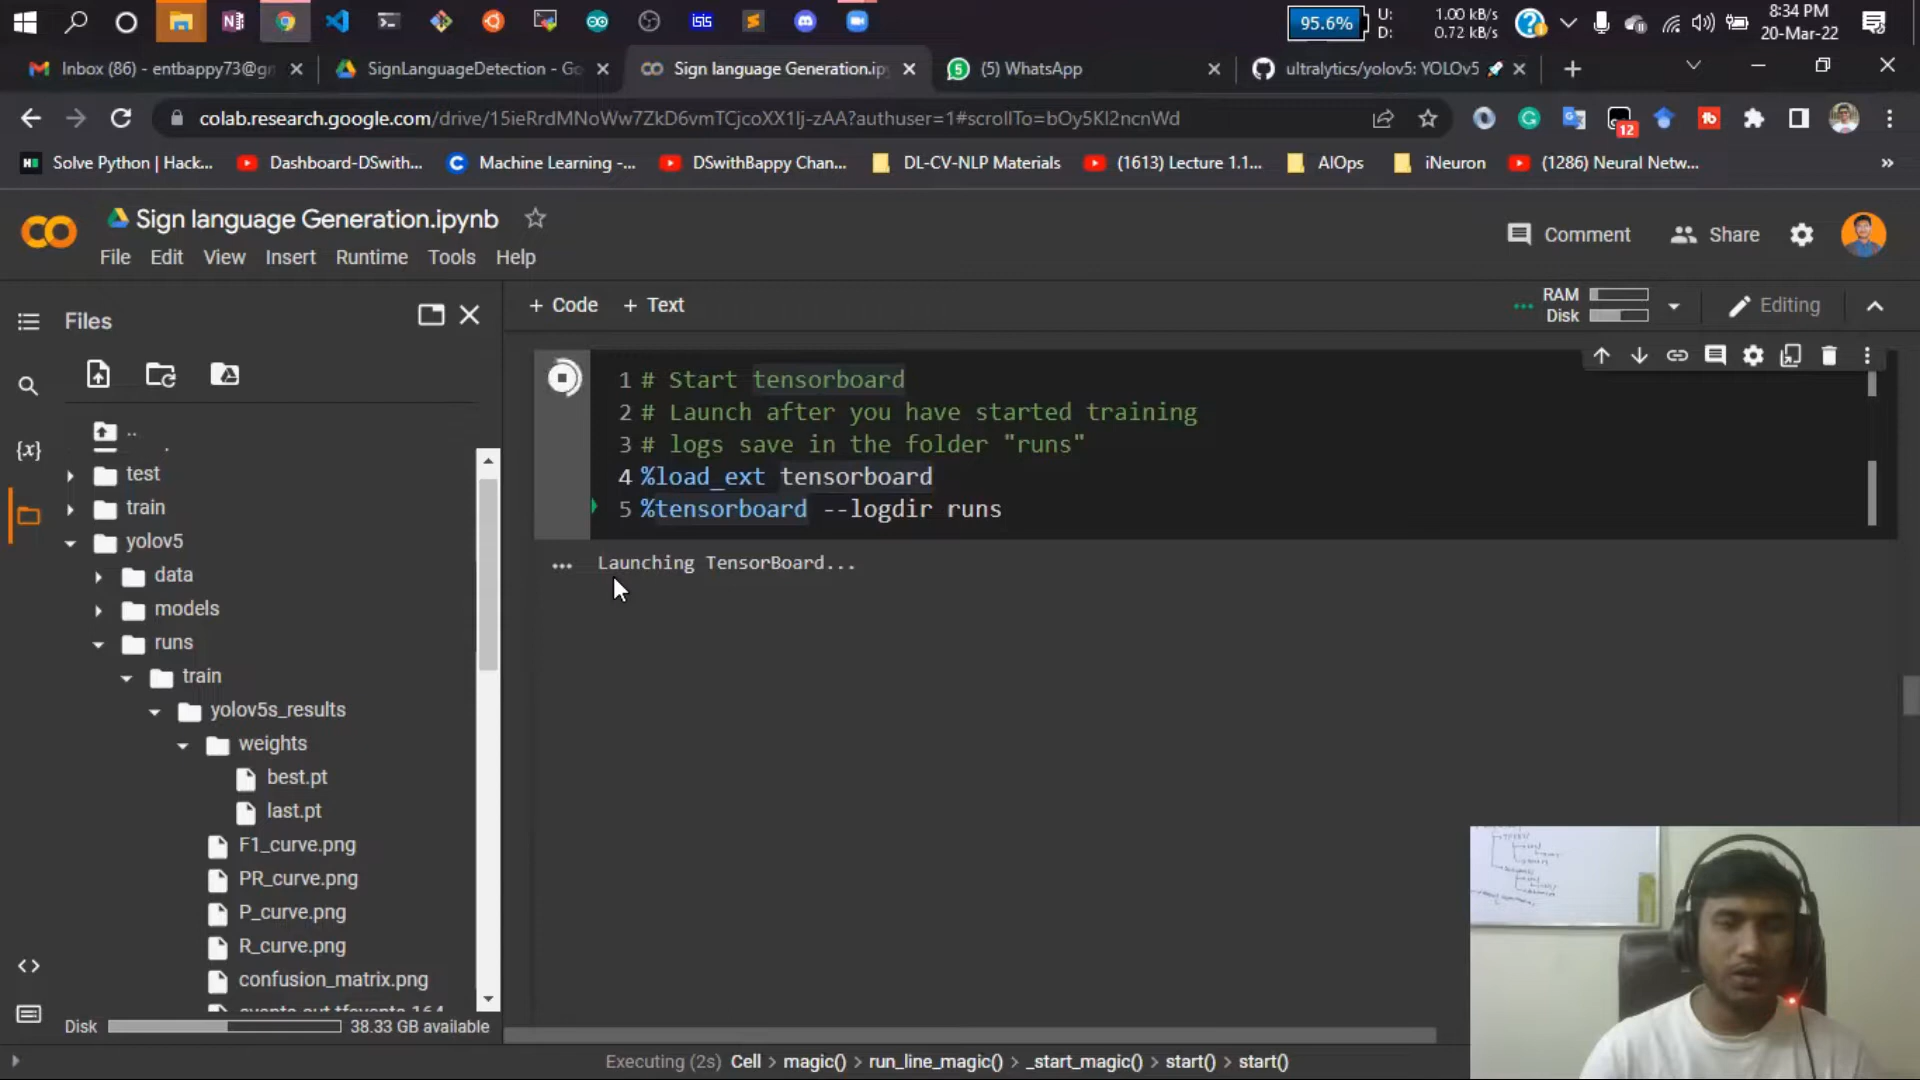 95.6%
U: 1.00 kB/s
D: 0.72 kB/s
8:34 PM
20-Mar-22
Inbox (86) - entbappy73@gm
SignLanguageDetection - Go
Sign language Generation.ip
(5) WhatsApp
ultralytics/yolov5: YOLOv5
colab.research.google.com/drive/15ieRrdMNoWw7ZkD6vmTCjcoXX1Ij-zAA?authuser=1#scrollTo=bOy5KI2ncnWd
12
Solve Python | Hack...
Dashboard-DSwith...
Machine Learning -...
DSwithBappy Chan...
DL-CV-NLP Materials
(1613) Lecture 1.1...
AIOps
iNeuron
(1286) Neural Netw...
»
Sign language Generation.ipynb
Comment
Share
File Edit View Insert Runtime Tools Help
Files
+ Code + Text
RAM
Disk
Editing
..
test
train
yolov5
data
models
runs
train
yolov5s_results
weights
best.pt
last.pt
F1_curve.png
PR_curve.png
P_curve.png
R_curve.png
confusion_matrix.png
Disk 38.33 GB available
1 # Start tensorboard
2 # Launch after you have started training
3 # logs save in the folder "runs"
4 %load_ext tensorboard
5 %tensorboard --logdir runs
... Launching TensorBoard...
Executing (2s) Cell > magic() > run_line_magic() > _start_magic() > start() > start()